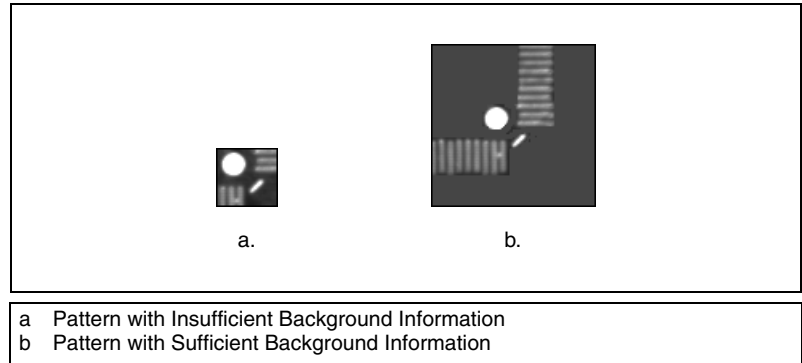 a.
b.
a Pattern with Insufficient Background Information
b Pattern with Sufficient Background Information